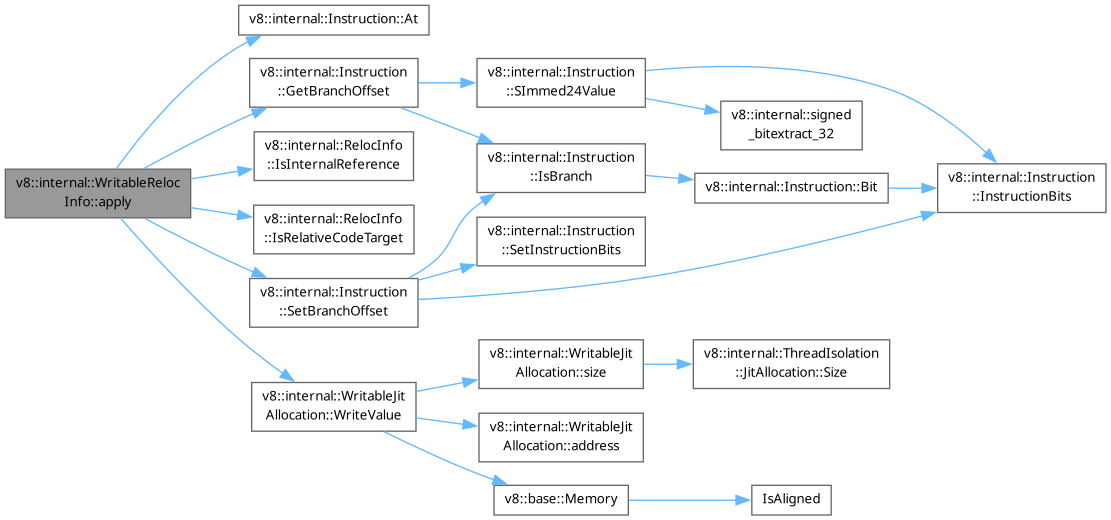 v8::internal::Instruction::At
v8::internal::Instruction
::GetBranchOffset
v8::internal::Instruction
::SImmed24Value
v8::internal::signed
_bitextract_32
v8::internal::RelocInfo
::IsInternalReference
v8::internal::Instruction
::IsBranch
v8::internal::WritableReloc
Info::apply
v8::internal::Instruction::Bit
v8::internal::Instruction
::InstructionBits
v8::internal::RelocInfo
::IsRelativeCodeTarget
v8::internal::Instruction
::SetInstructionBits
v8::internal::Instruction
::SetBranchOffset
v8::internal::WritableJit
Allocation::size
v8::internal::ThreadIsolation
::JitAllocation::Size
v8::internal::WritableJit
Allocation::WriteValue
v8::internal::WritableJit
Allocation::address
v8::base::Memory
IsAligned